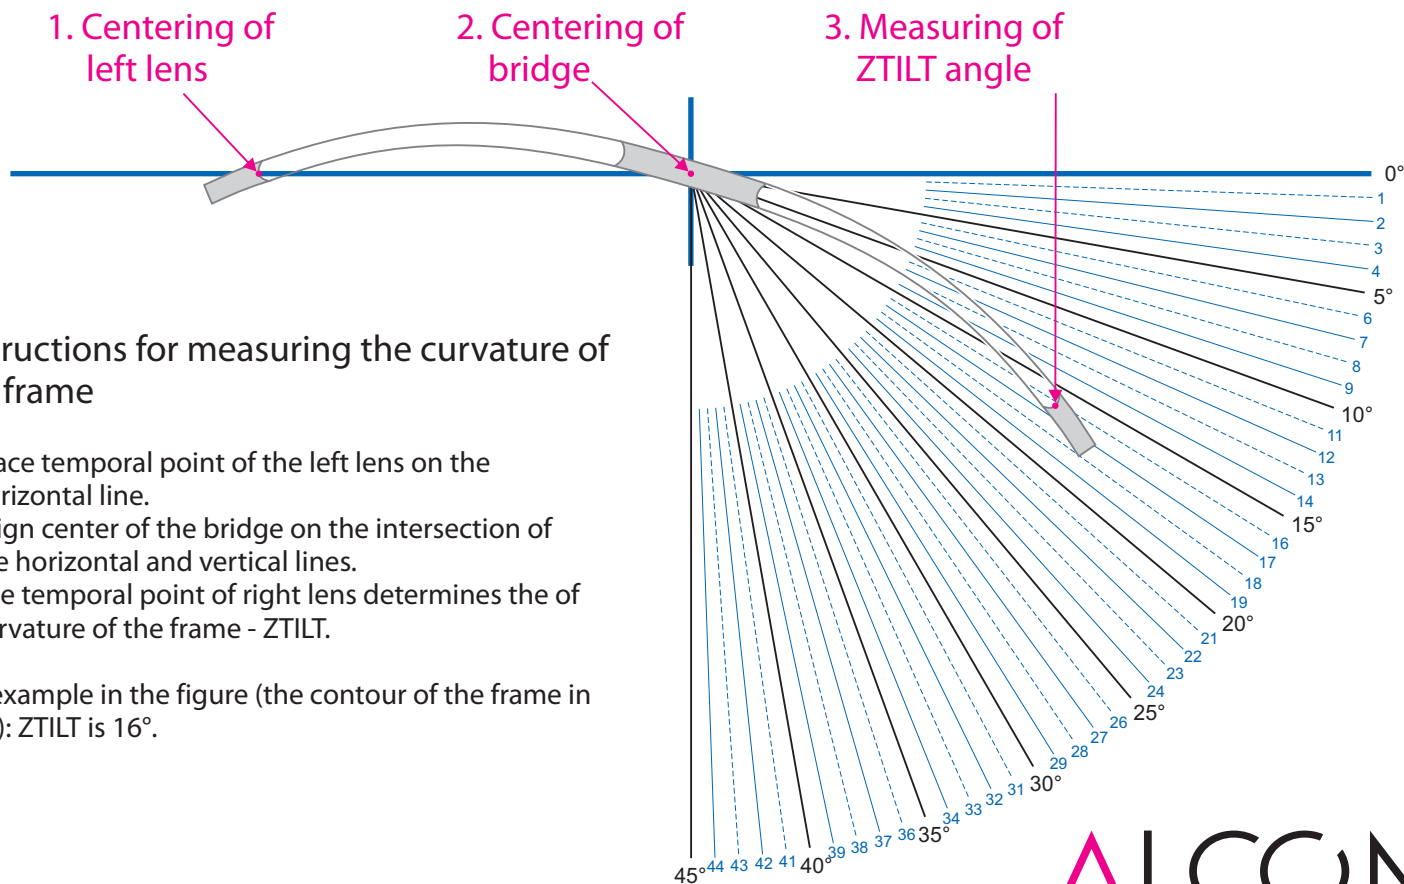 1. Centering of
left lens
2. Centering of
bridge
3. Measuring of
ZTILT angle
0°
1
2
3
4
5°
6
7
8
9
10°
11
12
13
14
15°
16
17
18
19
20°
21
22
23
24
25°
26
27
28
29
30°
31
32
33
34
35°
36
37
38
39
40°
41
42
43
44
45°
ructions for measuring the curvature of
frame
ace temporal point of the left lens on the
rizontal line.
ign center of the bridge on the intersection of
e horizontal and vertical lines.
e temporal point of right lens determines the of
rvature of the frame - ZTILT.
example in the figure (the contour of the frame in
): ZTILT is 16°.